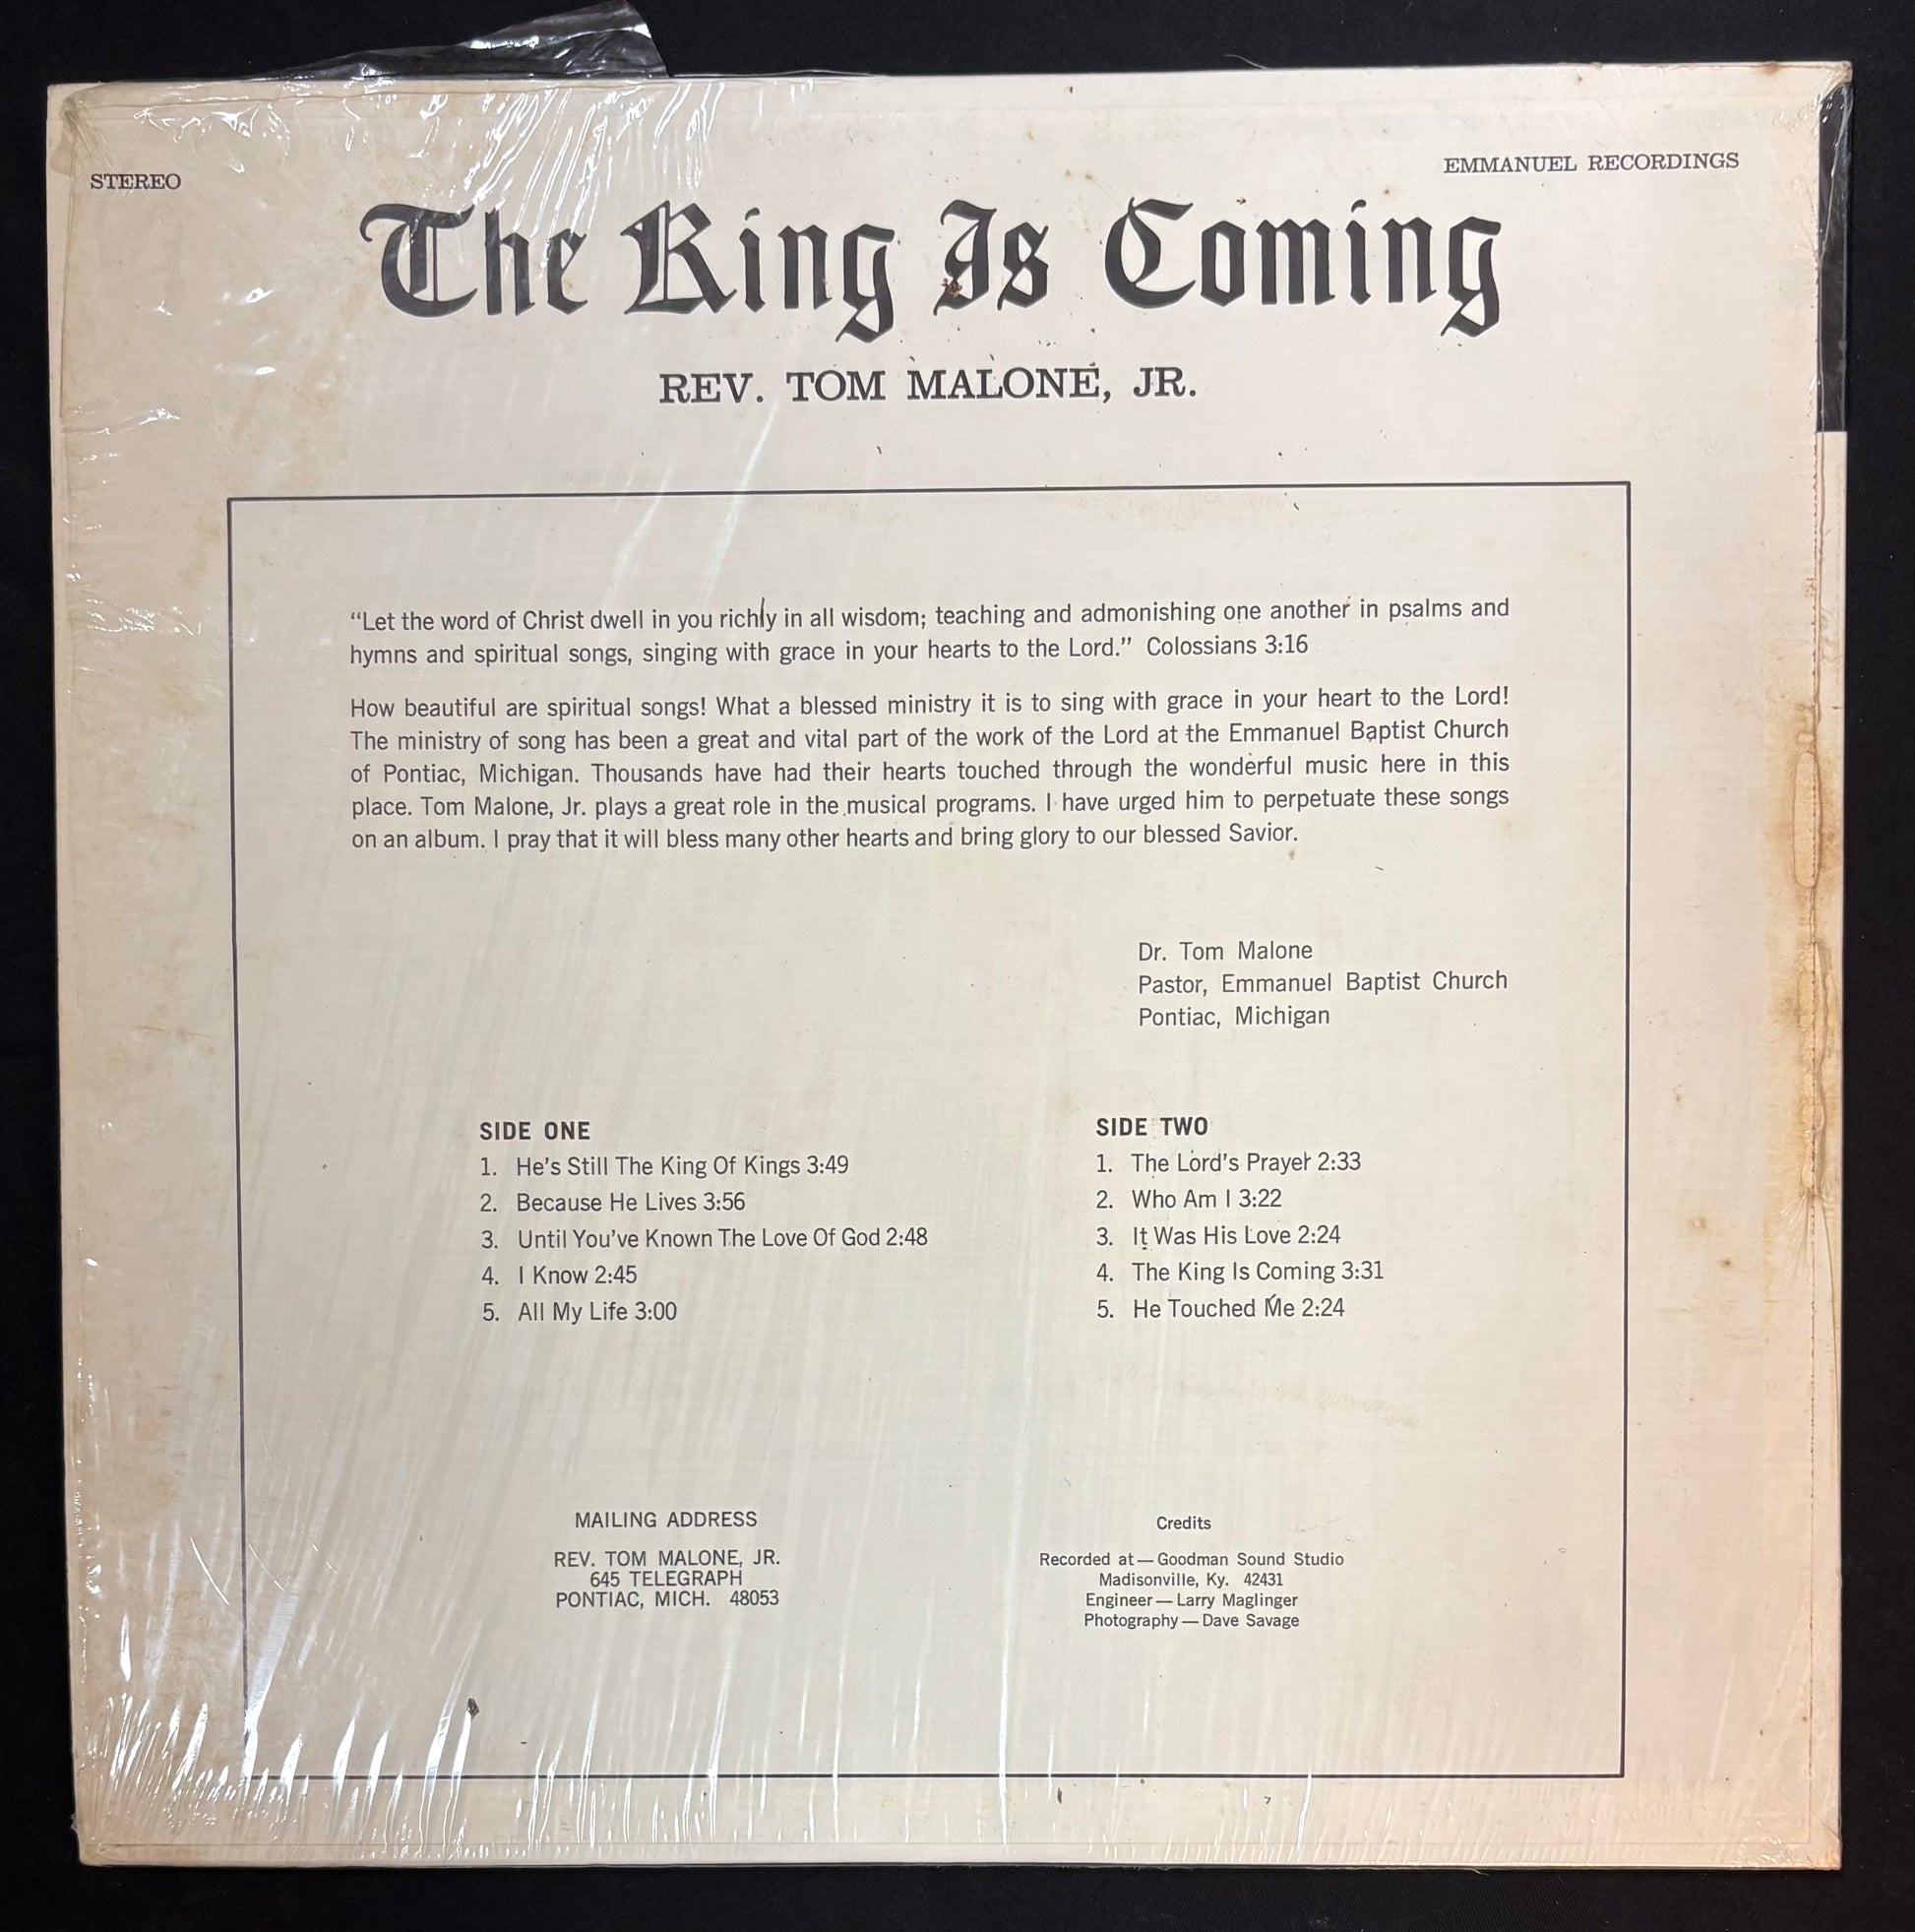 STEREO
EMMANUEL RECORDINGS
The King Is Coming
REV. TOM MALONE, JR.
“Let the word of Christ dwell in you richly in all wisdom; teaching and admonishing one another in psalms and
hymns and spiritual songs, singing with grace in your hearts to the Lord.” Colossians 3:16
How beautiful are spiritual songs! What a blessed ministry it is to sing with grace in your heart to the Lord!
The ministry of song has been a great and vital part of the work of the Lord at the Emmanuel Baptist Church
of Pontiac, Michigan. Thousands have had their hearts touched through the wonderful music here in this
place. Tom Malone, Jr. plays a great role in the musical programs. I have urged him to perpetuate these songs
on an album. I pray that it will bless many other hearts and bring glory to our blessed Savior.
Dr. Tom Malone
Pastor, Emmanuel Baptist Church
Pontiac, Michigan
SIDE ONE
1. He's Still The King Of Kings 3:49
2. Because He Lives 3:56
3. Until You've Known The Love Of God 2:48
4. I Know 2:45
5. All My Life 3:00
SIDE TWO
1. The Lord's Prayer 2:33
2. Who Am I 3:22
3. It Was His Love 2:24
4. The King Is Coming 3:31
5. He Touched Me 2:24
MAILING ADDRESS
REV. TOM MALONE, JR.
645 TELEGRAPH
PONTIAC, MICH. 48053
Credits
Recorded at — Goodman Sound Studio
Madisonville, Ky. 42431
Engineer — Larry Maglinger
Photography — Dave Savage